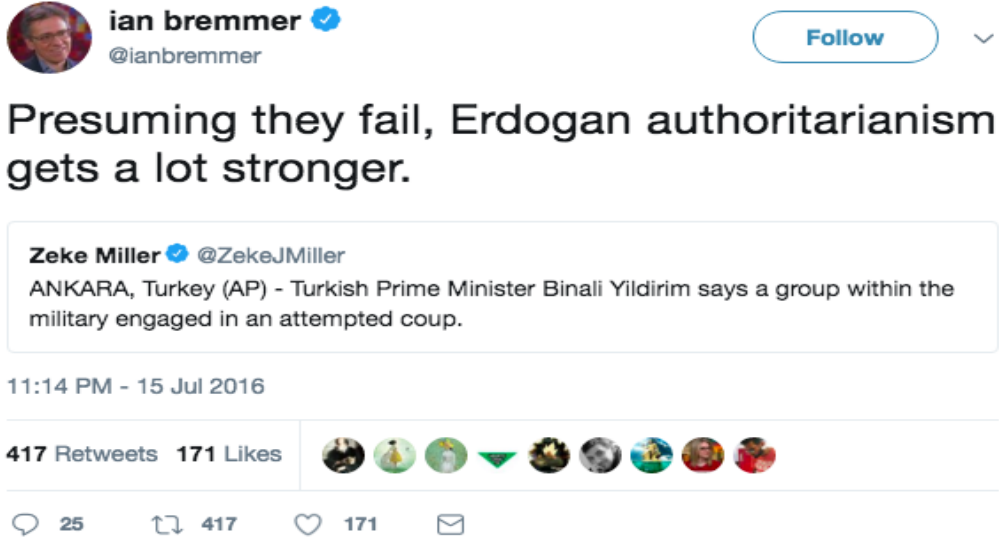 ian bremmer
@ianbremmer
Follow
Presuming they fail, Erdogan authoritarianism
gets a lot stronger.
Zeke Miller @ZekeJMiller
ANKARA, Turkey (AP) - Turkish Prime Minister Binali Yildirim says a group within the
military engaged in an attempted coup.
11:14 PM - 15 Jul 2016
417 Retweets 171 Likes
25 417 171